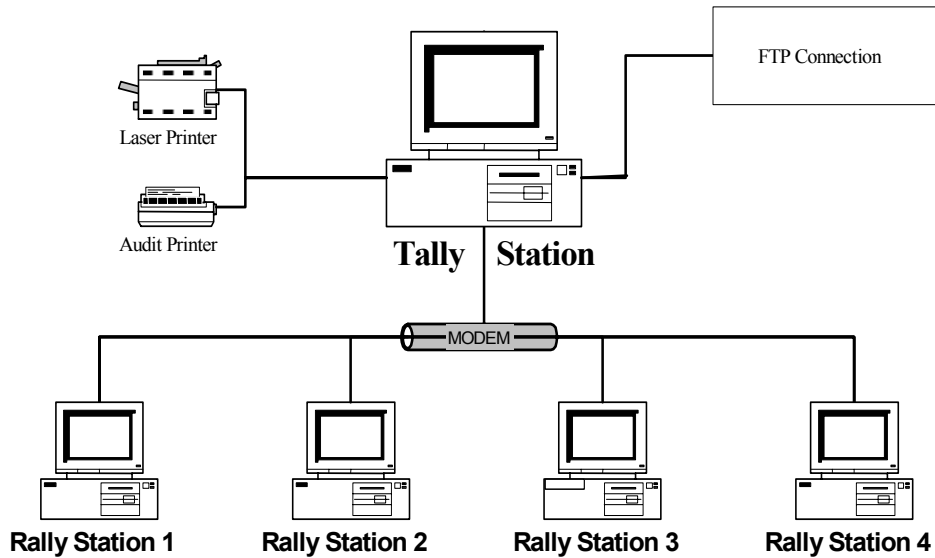 FTP Connection
Laser Printer
Audit Printer
Tally Station
MODEM
Rally Station 1 Rally Station 2 Rally Station 3 Rally Station 4